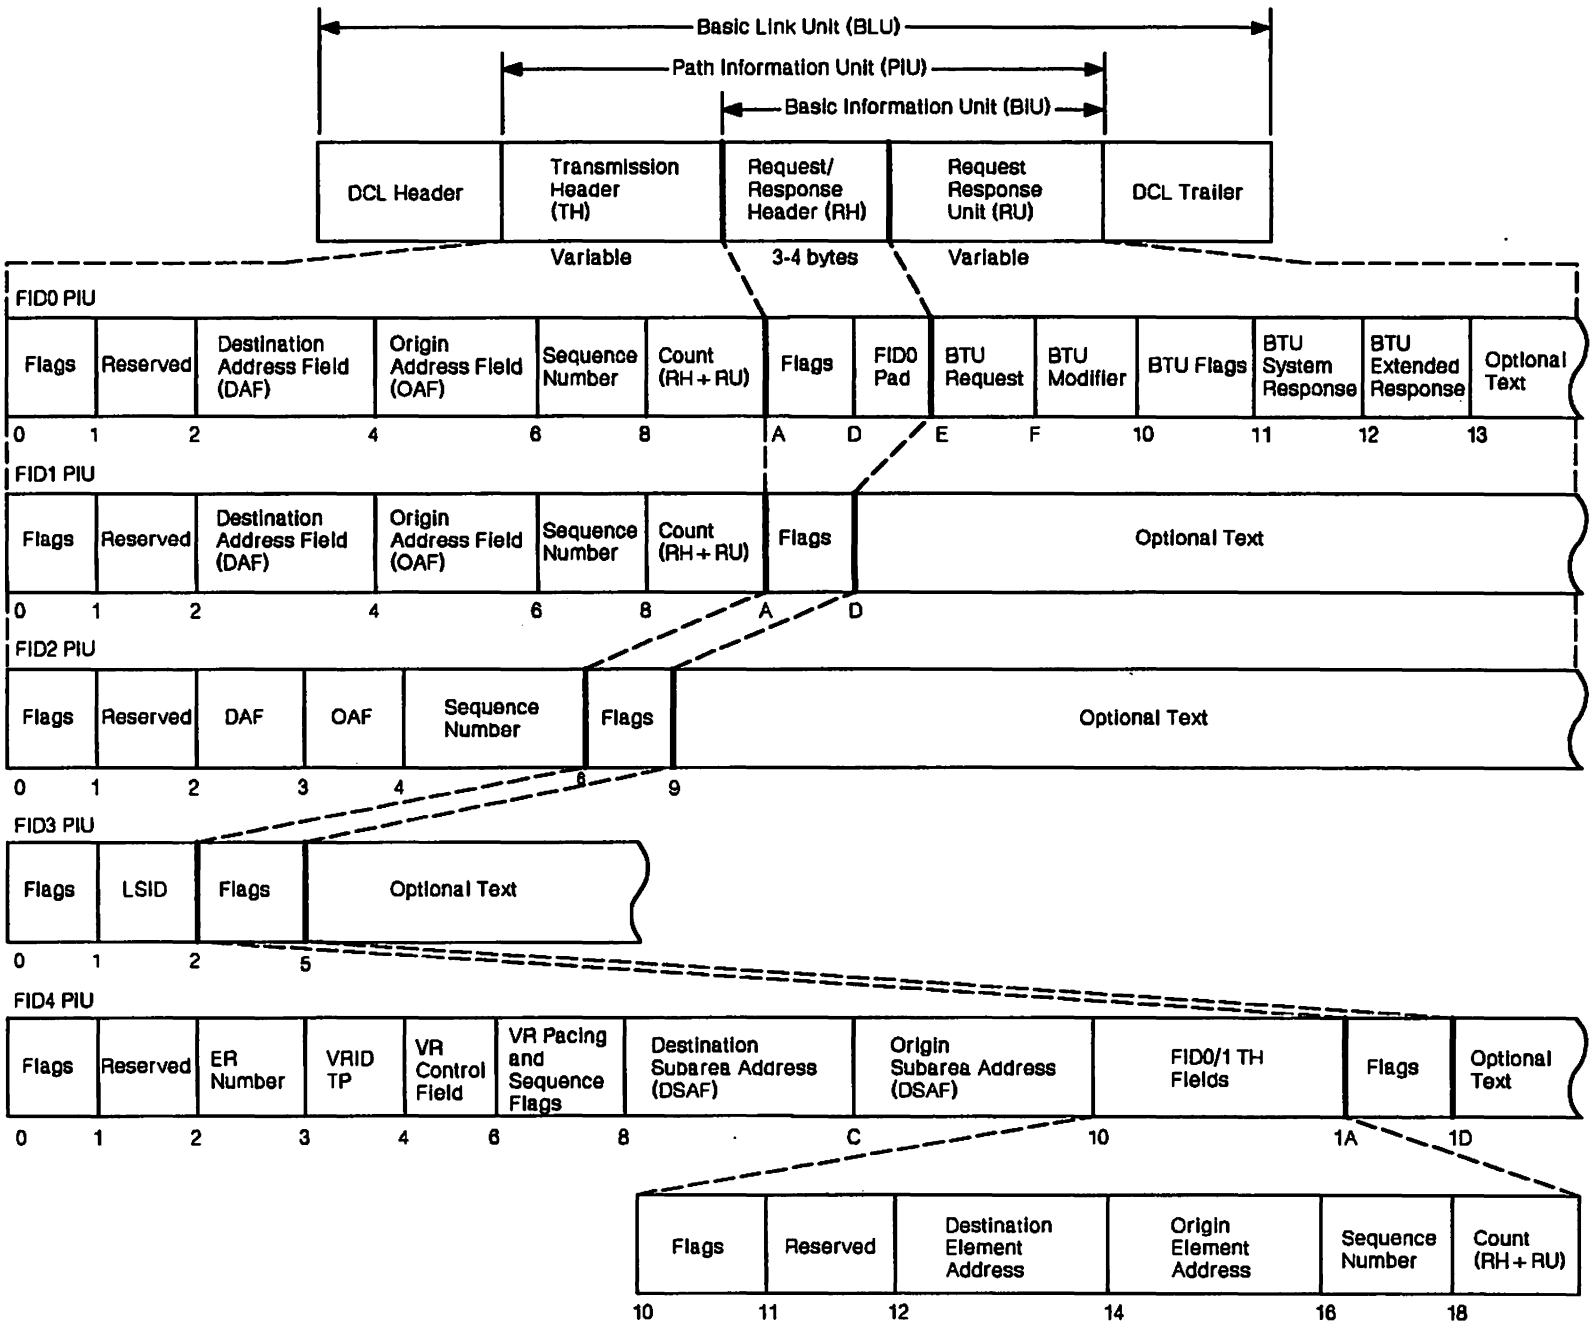 Basic Link Unit (BLU)
Path Information Unit (PIU)
Basic Information Unit (BIU)
DCL Header
Transmission
Header
(TH)
Request/
Response
Header (RH)
Request
Response
Unit (RU)
DCL Trailer
Variable
3-4 bytes
Variable
FID0 PIU
Flags
Reserved
Destination
Address Field
(DAF)
Origin
Address Field
(OAF)
Sequence
Number
Count
(RH + RU)
Flags
FID0
Pad
BTU
Request
BTU
Modifier
BTU Flags
BTU
System
Response
BTU
Extended
Response
Optional
Text
0 1 2 4 6 8 A D E F 10 11 12 13
FID1 PIU
Flags
Reserved
Destination
Address Field
(DAF)
Origin
Address Field
(OAF)
Sequence
Number
Count
(RH + RU)
Flags
Optional Text
0 1 2 4 6 8 A D
FID2 PIU
Flags
Reserved
DAF
OAF
Sequence
Number
Flags
Optional Text
0 1 2 3 4 6 9
FID3 PIU
Flags
LSID
Flags
Optional Text
0 1 2 5
FID4 PIU
Flags
Reserved
ER
Number
VRID
TP
VR
Control
Field
VR Pacing
and
Sequence
Flags
Destination
Subarea Address
(DSAF)
Origin
Subarea Address
(DSAF)
FID0/1 TH
Fields
Flags
Optional
Text
0 1 2 3 4 6 8 C 10 1A 1D
Flags
Reserved
Destination
Element
Address
Origin
Element
Address
Sequence
Number
Count
(RH + RU)
10 11 12 14 16 18